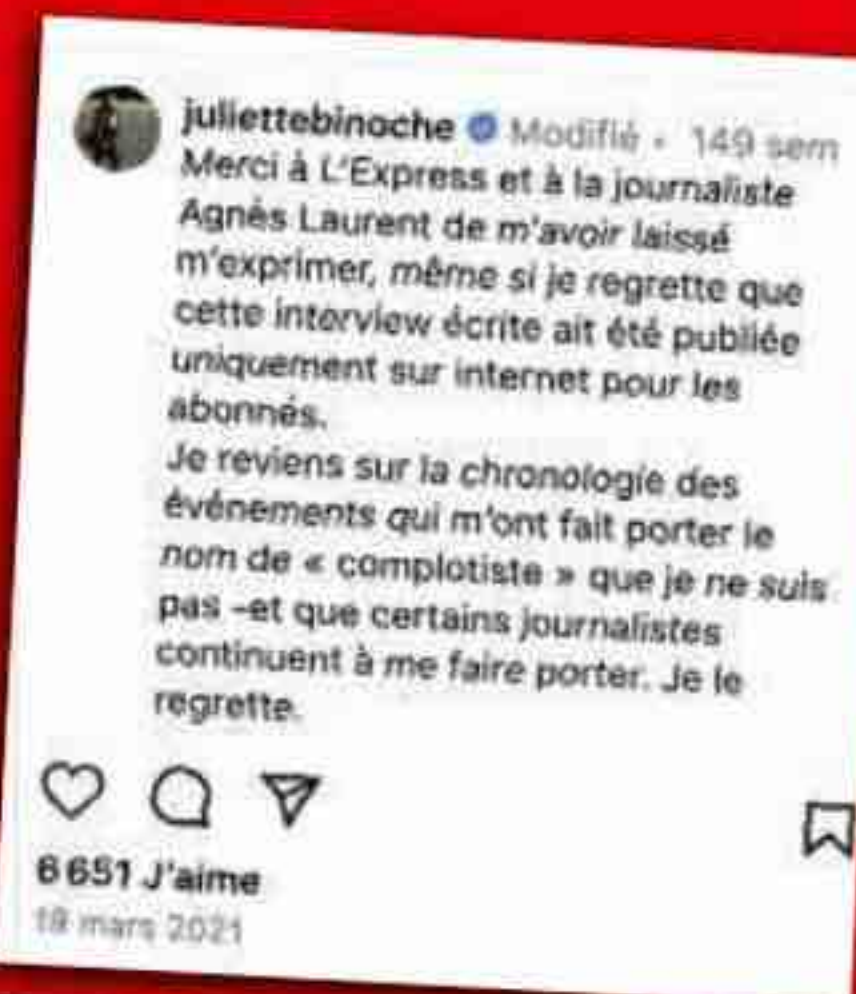 juliettebinoche Modifié • 149 sem
Merci à L'Express et à la journaliste
Agnès Laurent de m'avoir laissé
m'exprimer, même si je regrette que
cette interview écrite ait été publiée
uniquement sur internet pour les
abonnés.
Je reviens sur la chronologie des
événements qui m'ont fait porter le
nom de « complotiste » que je ne suis
pas -et que certains journalistes
continuent à me faire porter. Je le
regrette.
6 651 J'aime
mars 2021